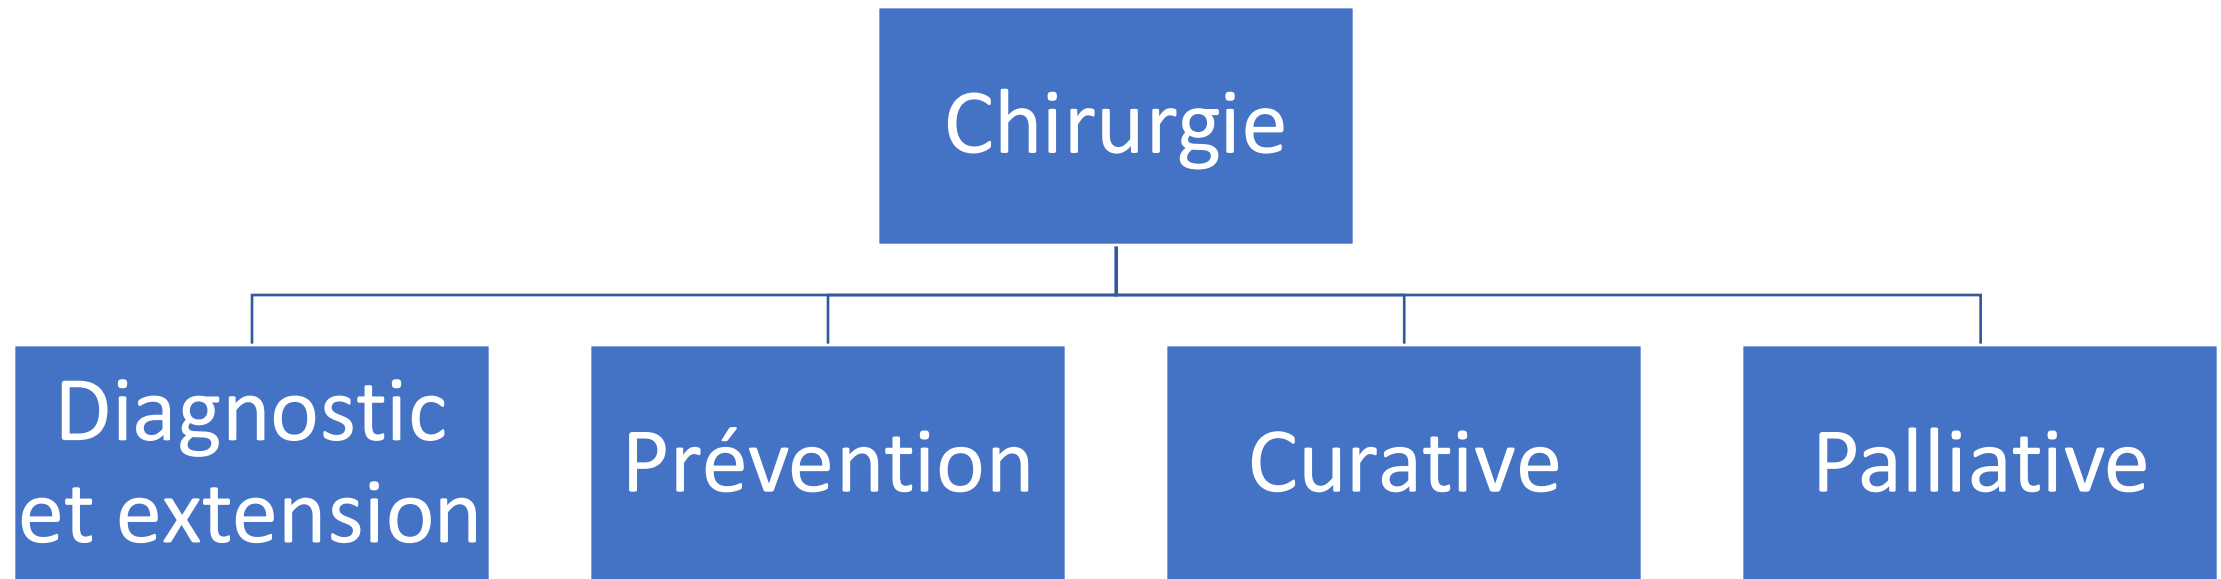 Chirurgie
Diagnostic
et extension
Prévention
Curative
Palliative